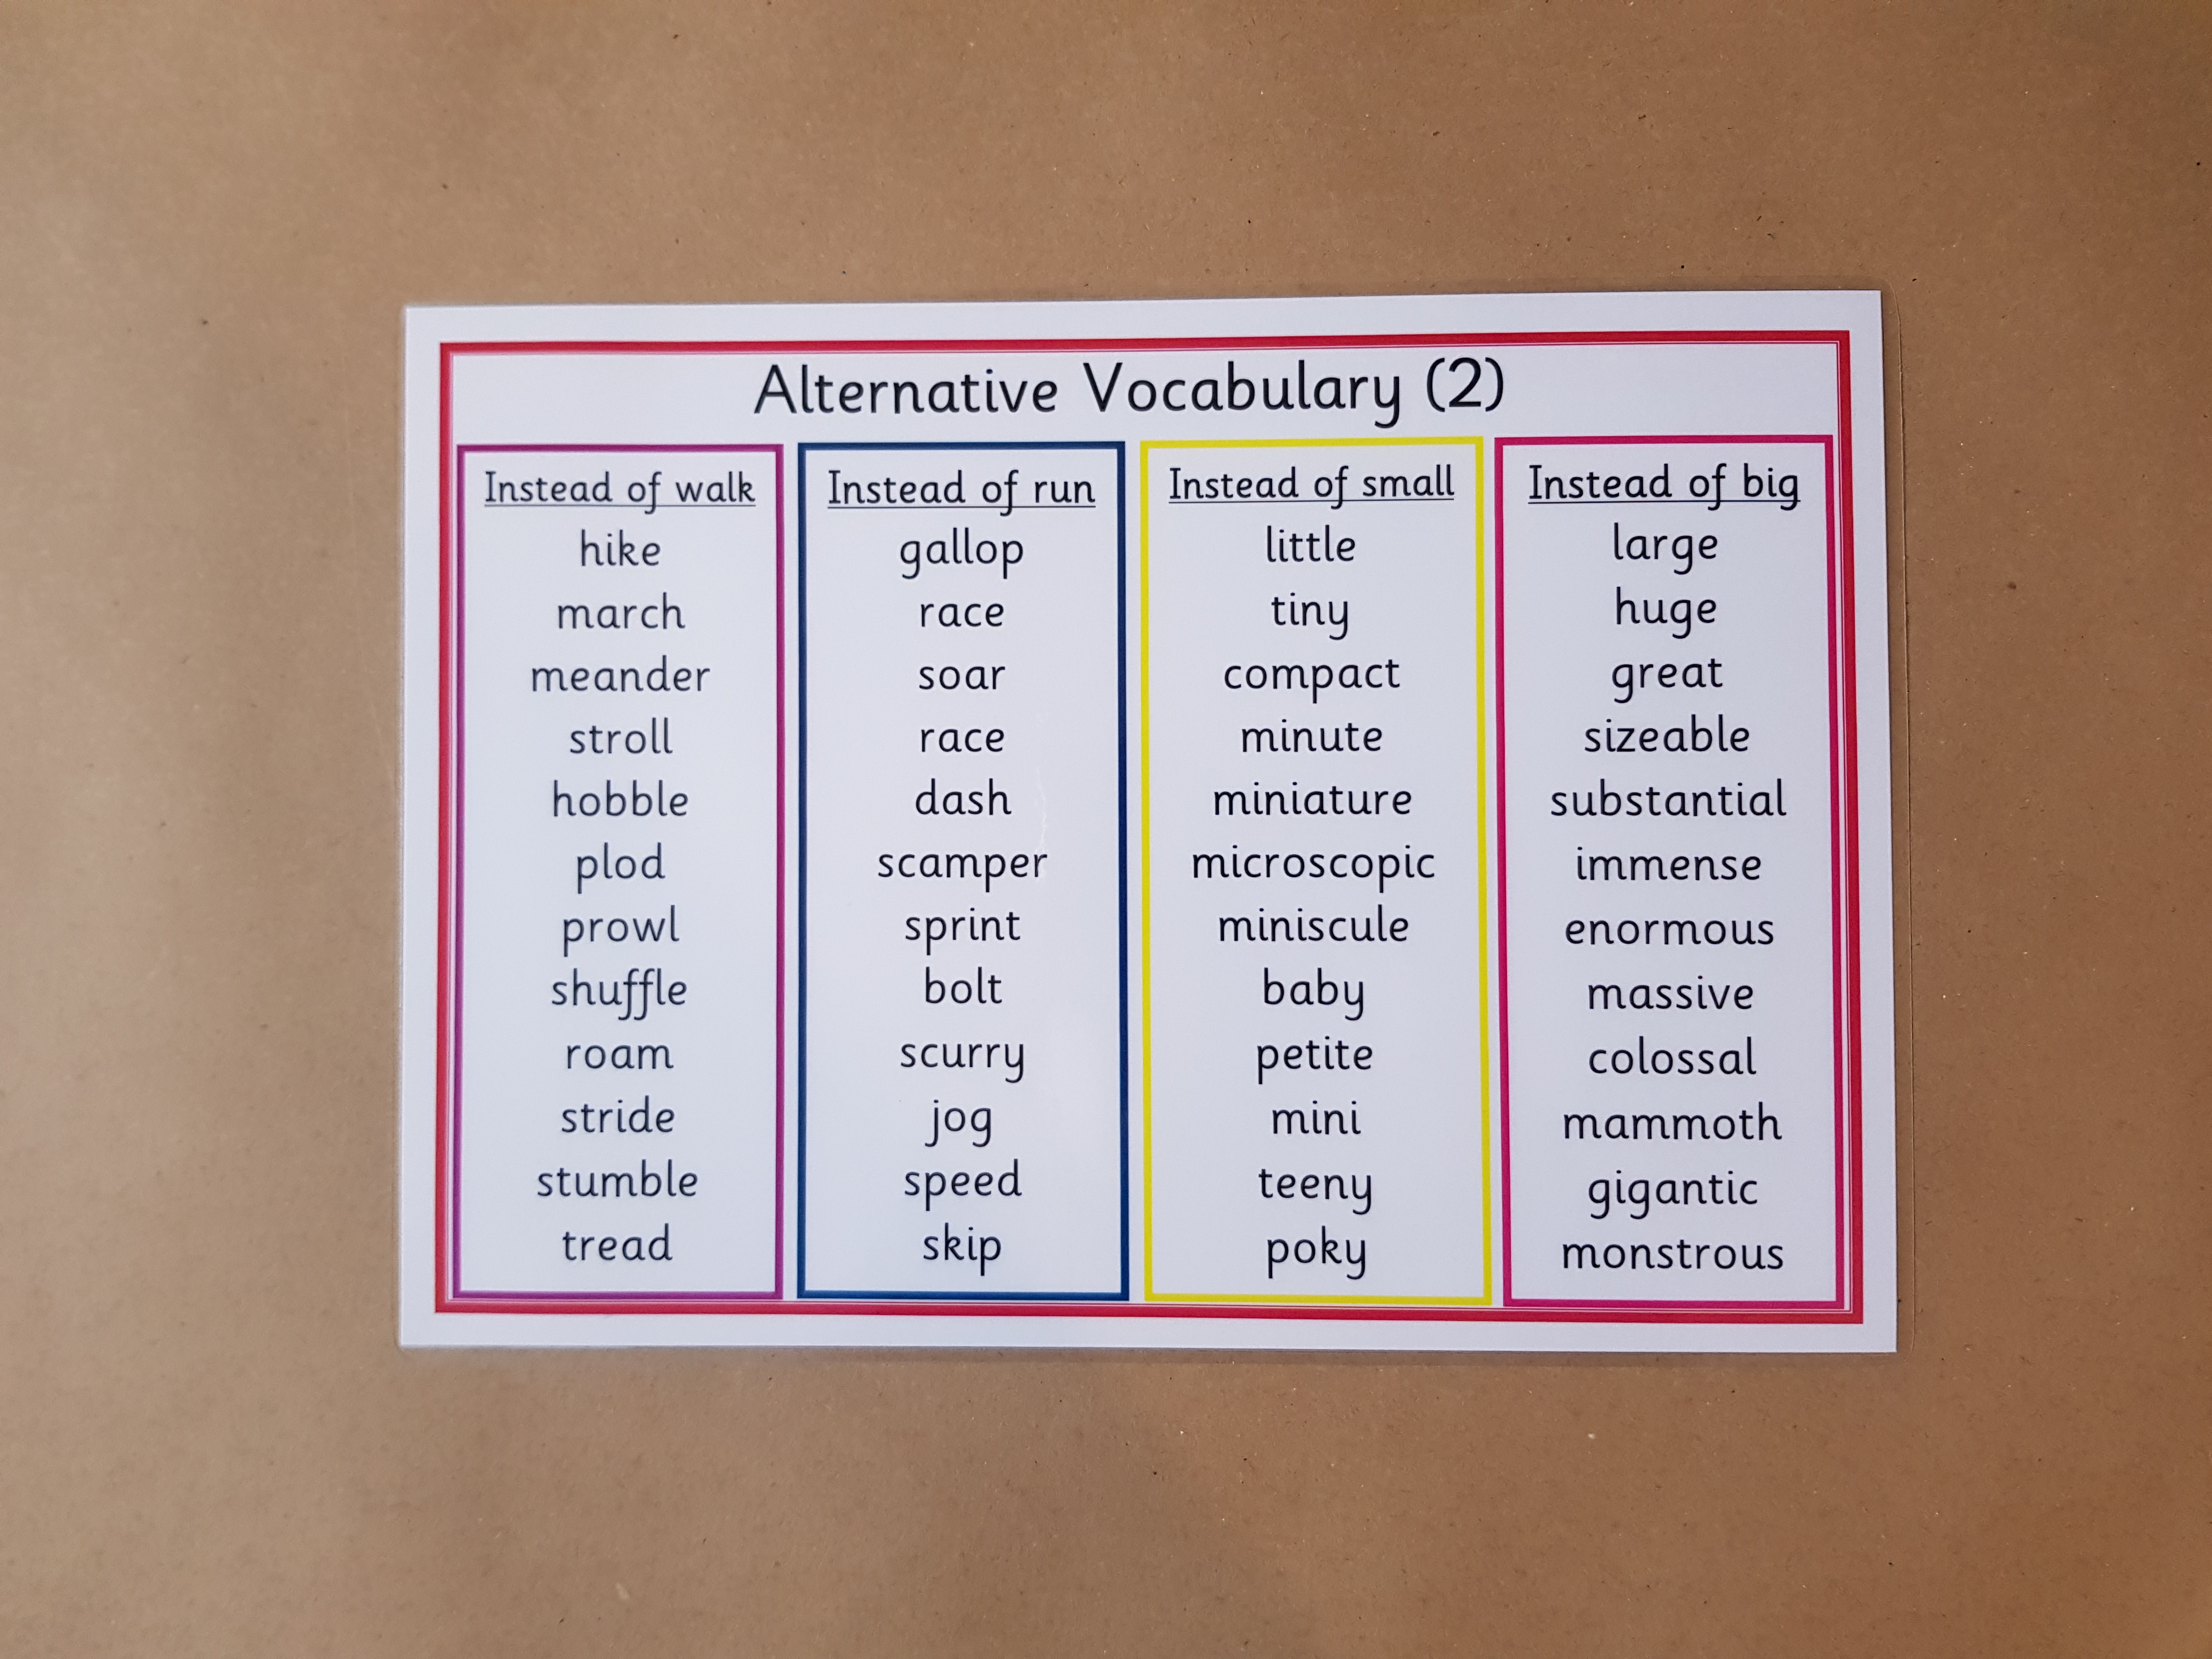 Alternative Vocabulary (2)
Instead of walk
hike
march
meander
stroll
hobble
plod
prowl
shuffle
roam
stride
stumble
tread
Instead of run
gallop
race
soar
race
dash
scamper
sprint
bolt
scurry
jog
speed
skip
Instead of small
little
tiny
compact
minute
miniature
microscopic
miniscule
baby
petite
mini
teeny
poky
Instead of big
large
huge
great
sizeable
substantial
immense
enormous
massive
colossal
mammoth
gigantic
monstrous